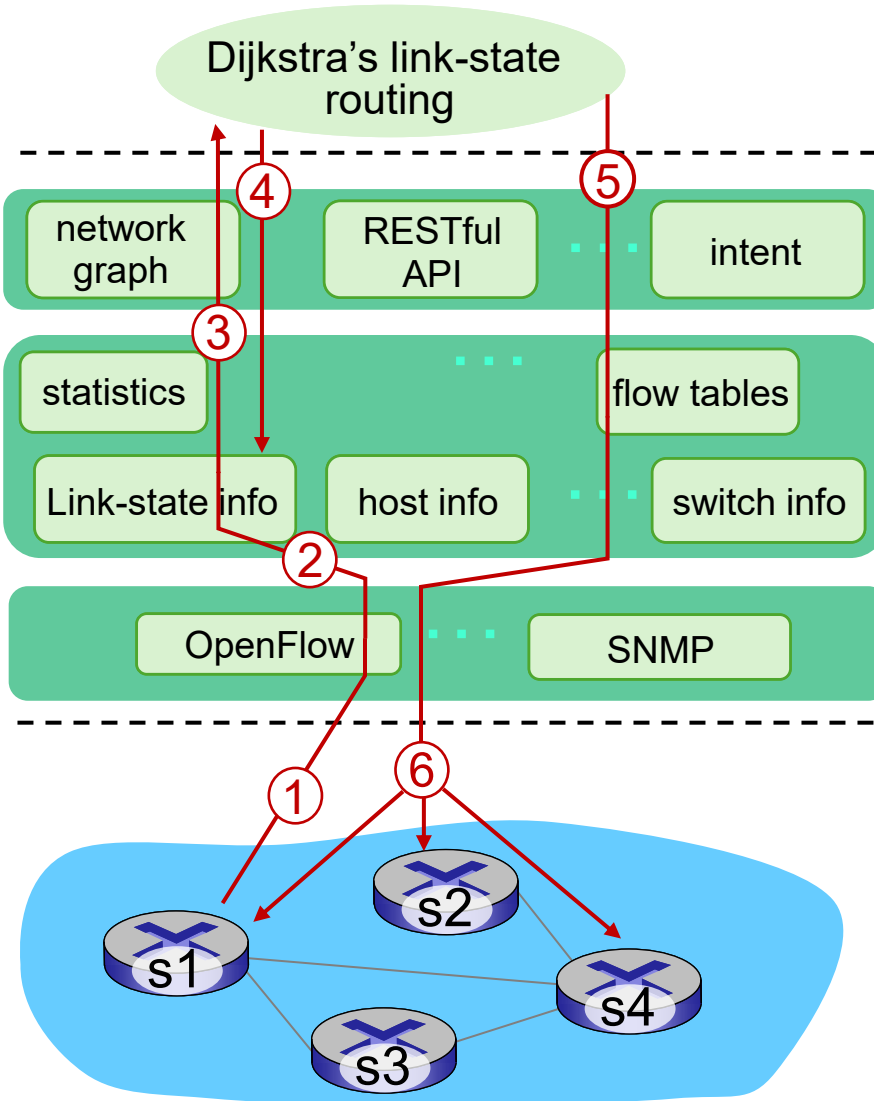 Dijkstra’s link-state
routing
4
5
network
graph
RESTful
API
intent
3
statistics
flow tables
Link-state info
host info
switch info
2
OpenFlow
SNMP
1
6
s2
s1
s4
s3